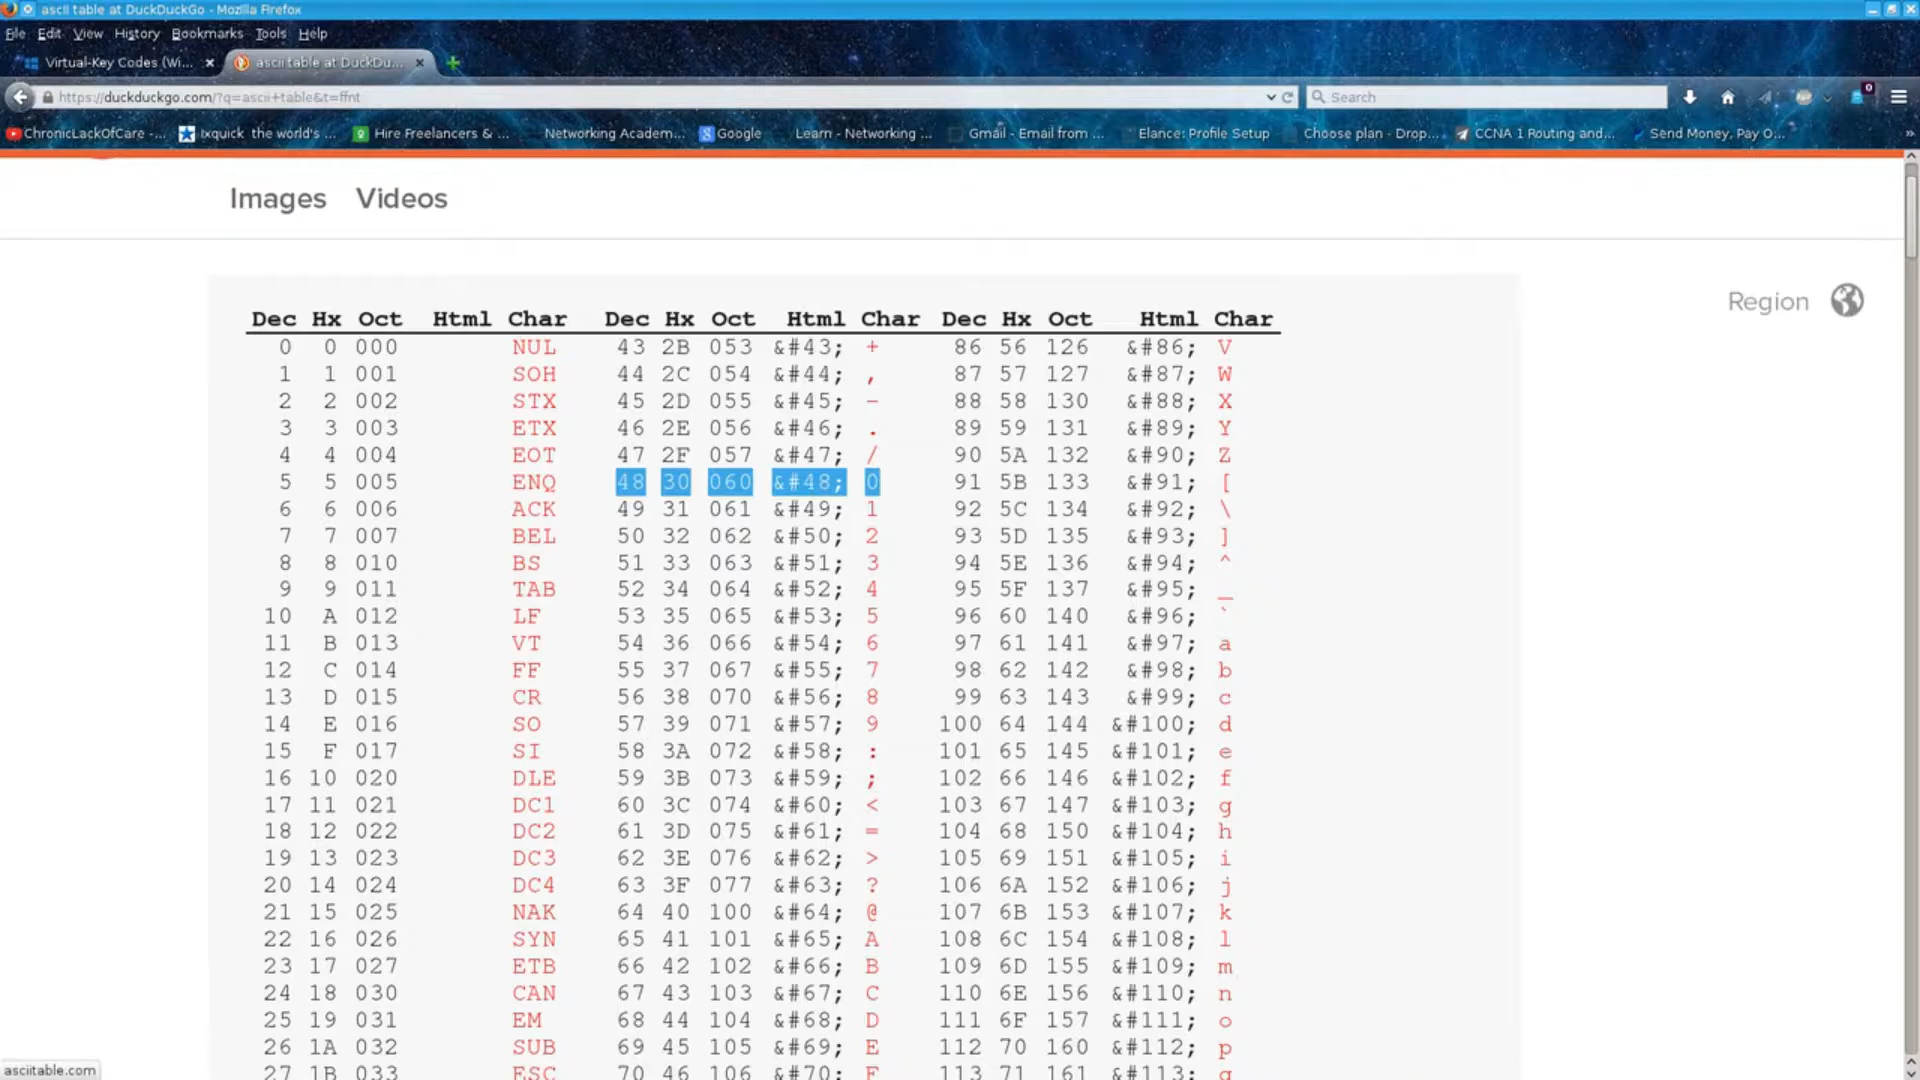 ascii table at DuckDuckGo - Mozilla Firefox
File Edit View History Bookmarks Tools Help
Virtual-Key Codes (Wi... ascii table at DuckDu...
https://duckduckgo.com/?q=ascii+table&t=ffnt Search 0
ChronicLackOfCare -... Ixquick the world's ... Hire Freelancers & ... Networking Academ... Google Learn - Networking ... Gmail - Email from ... Elance: Profile Setup Choose plan - Drop... CCNA 1 Routing and... Send Money, Pay O... »
Images Videos
Region
Dec Hx Oct Html Char Dec Hx Oct Html Char Dec Hx Oct Html Char
0 0 000 NUL 43 2B 053 &#43; + 86 56 126 &#86; V
1 1 001 SOH 44 2C 054 &#44; , 87 57 127 &#87; W
2 2 002 STX 45 2D 055 &#45; - 88 58 130 &#88; X
3 3 003 ETX 46 2E 056 &#46; . 89 59 131 &#89; Y
4 4 004 EOT 47 2F 057 &#47; / 90 5A 132 &#90; Z
5 5 005 ENQ 48 30 060 &#48; 0 91 5B 133 &#91; [
6 6 006 ACK 49 31 061 &#49; 1 92 5C 134 &#92; \
7 7 007 BEL 50 32 062 &#50; 2 93 5D 135 &#93; ]
8 8 010 BS 51 33 063 &#51; 3 94 5E 136 &#94; ^
9 9 011 TAB 52 34 064 &#52; 4 95 5F 137 &#95; _
10 A 012 LF 53 35 065 &#53; 5 96 60 140 &#96; `
11 B 013 VT 54 36 066 &#54; 6 97 61 141 &#97; a
12 C 014 FF 55 37 067 &#55; 7 98 62 142 &#98; b
13 D 015 CR 56 38 070 &#56; 8 99 63 143 &#99; c
14 E 016 SO 57 39 071 &#57; 9 100 64 144 &#100; d
15 F 017 SI 58 3A 072 &#58; : 101 65 145 &#101; e
16 10 020 DLE 59 3B 073 &#59; ; 102 66 146 &#102; f
17 11 021 DC1 60 3C 074 &#60; < 103 67 147 &#103; g
18 12 022 DC2 61 3D 075 &#61; = 104 68 150 &#104; h
19 13 023 DC3 62 3E 076 &#62; > 105 69 151 &#105; i
20 14 024 DC4 63 3F 077 &#63; ? 106 6A 152 &#106; j
21 15 025 NAK 64 40 100 &#64; @ 107 6B 153 &#107; k
22 16 026 SYN 65 41 101 &#65; A 108 6C 154 &#108; l
23 17 027 ETB 66 42 102 &#66; B 109 6D 155 &#109; m
24 18 030 CAN 67 43 103 &#67; C 110 6E 156 &#110; n
25 19 031 EM 68 44 104 &#68; D 111 6F 157 &#111; o
26 1A 032 SUB 69 45 105 &#69; E 112 70 160 &#112; p
27 1B 033 ESC 70 46 106 &#70; F 113 71 161 &#113; q
asciitable.com